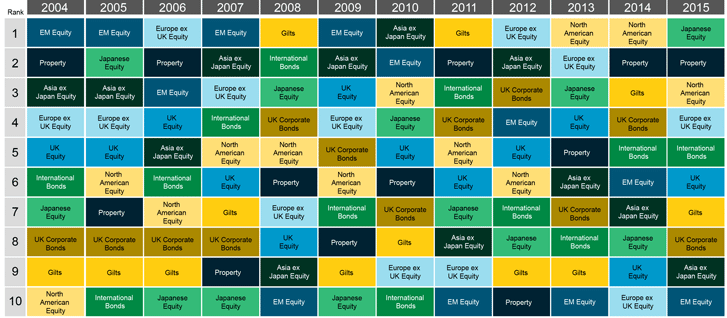 Rank 2004 2005 2006 2007 2008 2009 2010 2011 2012 2013 2014 2015
1 EM Equity EM Equity Europe ex UK Equity EM Equity Gilts EM Equity Asia ex Japan Equity Gilts Europe ex UK Equity North American Equity North American Equity Japanese Equity
2 Property Japanese Equity Property Asia ex Japan Equity International Bonds Asia ex Japan Equity EM Equity Property Asia ex Japan Equity Europe ex UK Equity Property Property
3 Asia ex Japan Equity Asia ex Japan Equity EM Equity Europe ex UK Equity Japanese Equity UK Equity North American Equity International Bonds UK Corporate Bonds Japanese Equity Gilts North American Equity
4 Europe ex UK Equity Europe ex UK Equity UK Equity International Bonds UK Corporate Bonds Europe ex UK Equity Japanese Equity UK Corporate Bonds EM Equity UK Equity UK Corporate Bonds Europe ex UK Equity
5 UK Equity UK Equity Asia ex Japan Equity North American Equity North American Equity UK Corporate Bonds UK Equity North American Equity UK Equity Property International Bonds International Bonds
6 International Bonds North American Equity International Bonds UK Equity Property North American Equity Property UK Equity North American Equity Asia ex Japan Equity EM Equity UK Equity
7 Japanese Equity Property North American Equity Gilts Europe ex UK Equity International Bonds UK Corporate Bonds Japanese Equity International Bonds UK Corporate Bonds Asia ex Japan Equity Gilts
8 UK Corporate Bonds UK Corporate Bonds UK Corporate Bonds UK Corporate Bonds UK Equity Property Gilts Asia ex Japan Equity Japanese Equity International Bonds Japanese Equity UK Corporate Bonds
9 Gilts Gilts Gilts Property Asia ex Japan Equity Gilts Europe ex UK Equity Europe ex UK Equity Gilts Gilts UK Equity Asia ex Japan Equity
10 North American Equity International Bonds Japanese Equity Japanese Equity EM Equity Japanese Equity International Bonds EM Equity Property EM Equity Europe ex UK Equity EM Equity